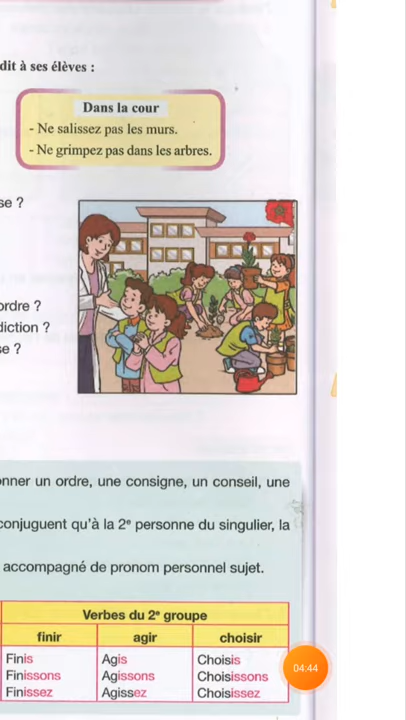 dit à ses élèves :
Dans la cour
- Ne salissez pas les murs.
- Ne grimpez pas dans les arbres.
se ?
ordre ?
diction ?
se ?
onner un ordre, une consigne, un conseil, une
conjuguent qu'à la 2e personne du singulier, la
accompagné de pronom personnel sujet.
Verbes du 2e groupe
finir agir choisir
Finis Agis Choisis
Finissons Agissons Choisissons
Finissez Agissez Choisissez
04:44